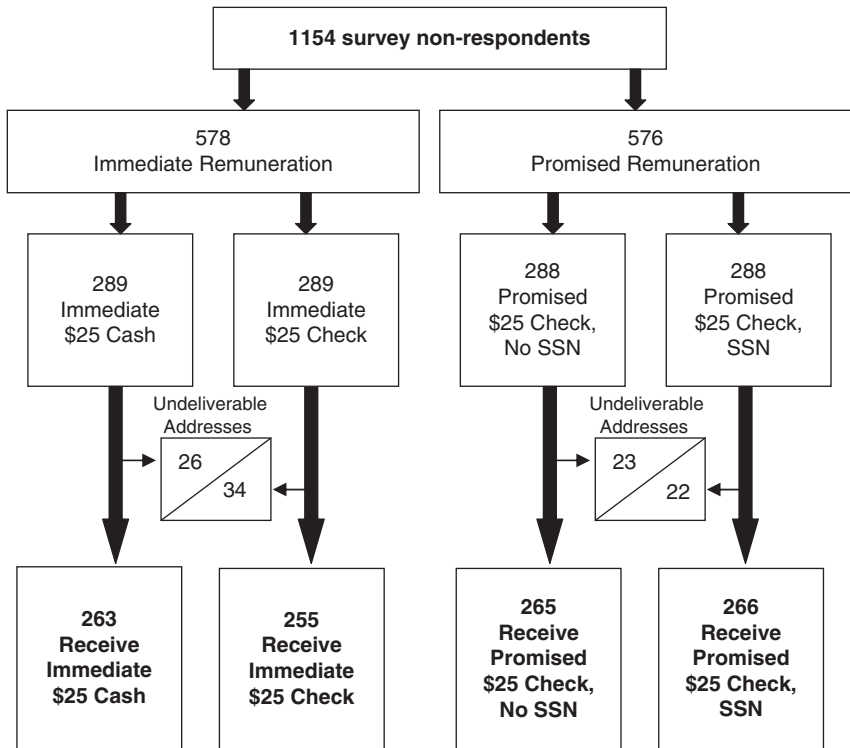 1154 survey non-respondents
578
Immediate Remuneration
576
Promised Remuneration
289
Immediate
$25 Cash
289
Immediate
$25 Check
288
Promised
$25 Check,
No SSN
288
Promised
$25 Check,
SSN
Undeliverable
Addresses
26
34
Undeliverable
Addresses
23
22
263
Receive
Immediate
$25 Cash
255
Receive
Immediate
$25 Check
265
Receive
Promised
$25 Check,
No SSN
266
Receive
Promised
$25 Check,
SSN